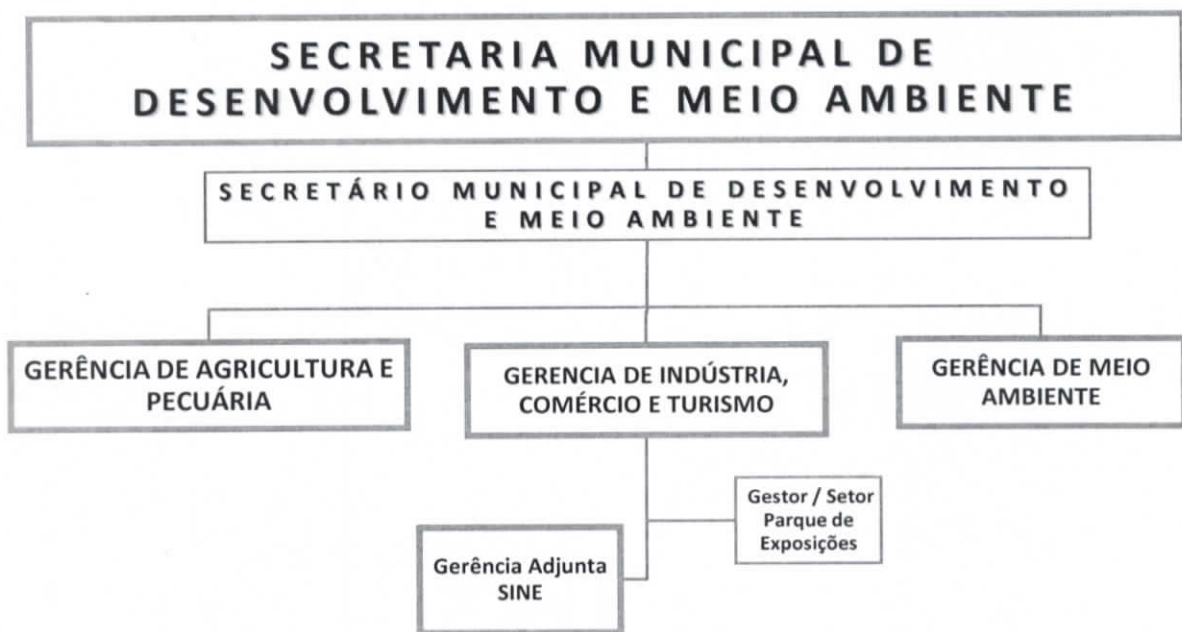 SECRETARIA MUNICIPAL DE
DESENVOLVIMENTO E MEIO AMBIENTE
SECRETÁRIO MUNICIPAL DE DESENVOLVIMENTO
E MEIO AMBIENTE
GERÊNCIA DE AGRICULTURA E
PECUÁRIA
GERENCIA DE INDÚSTRIA,
COMÉRCIO E TURISMO
GERÊNCIA DE MEIO
AMBIENTE
Gestor / Setor
Parque de
Exposições
Gerência Adjunta
SINE